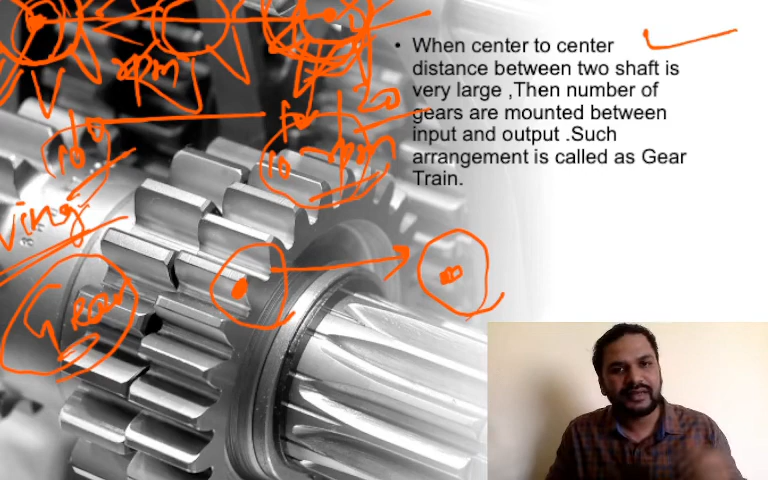 • When center to center
distance between two shaft is
very large ,Then number of
gears are mounted between
input and output .Such
arrangement is called as Gear
Train.
rpm
20
10
10 rpm
ving
Gear